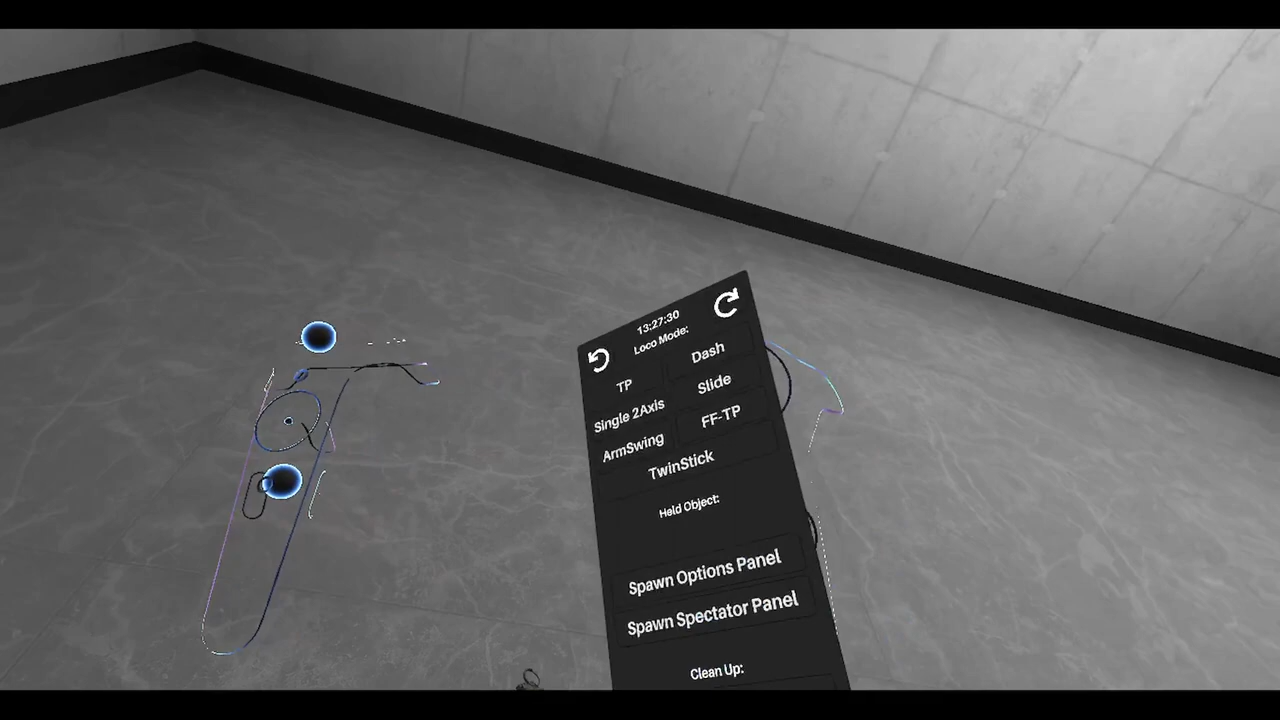 13:27:30
Loco Mode:
TP
Dash
Single 2Axis
Slide
ArmSwing
FF-TP
TwinStick
Held Object:
Spawn Options Panel
Spawn Spectator Panel
Clean Up: